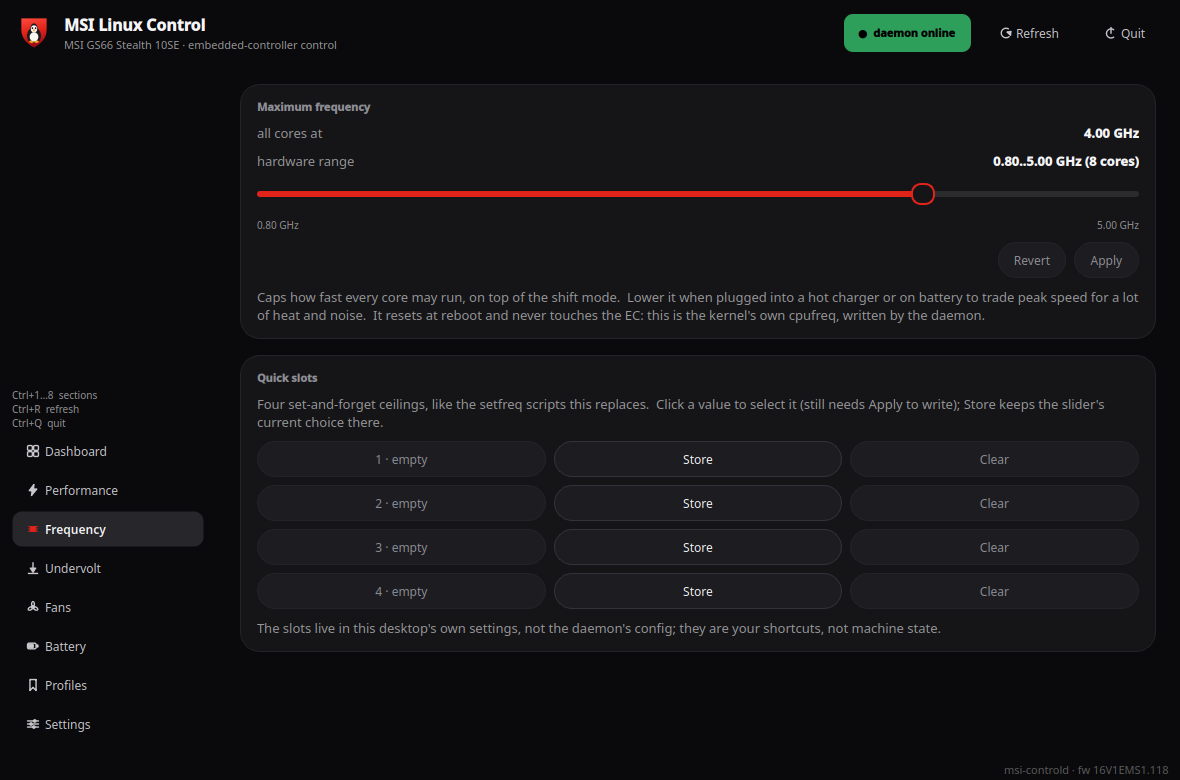 MSI Linux Control
MSI GS66 Stealth 10SE · embedded-controller control
● daemon online
Refresh
Quit
Maximum frequency
all cores at
4.00 GHz
hardware range
0.80..5.00 GHz (8 cores)
0.80 GHz
5.00 GHz
Revert
Apply
Caps how fast every core may run, on top of the shift mode.  Lower it when plugged into a hot charger or on battery to trade peak speed for a lot
of heat and noise.  It resets at reboot and never touches the EC: this is the kernel's own cpufreq, written by the daemon.
Quick slots
Four set-and-forget ceilings, like the setfreq scripts this replaces.  Click a value to select it (still needs Apply to write); Store keeps the slider's
current choice there.
1 · empty
Store
Clear
2 · empty
Store
Clear
3 · empty
Store
Clear
4 · empty
Store
Clear
The slots live in this desktop's own settings, not the daemon's config; they are your shortcuts, not machine state.
Ctrl+1...8  sections
Ctrl+R  refresh
Ctrl+Q  quit
Dashboard
Performance
Frequency
Undervolt
Fans
Battery
Profiles
Settings
msi-controld · fw 16V1EMS1.118